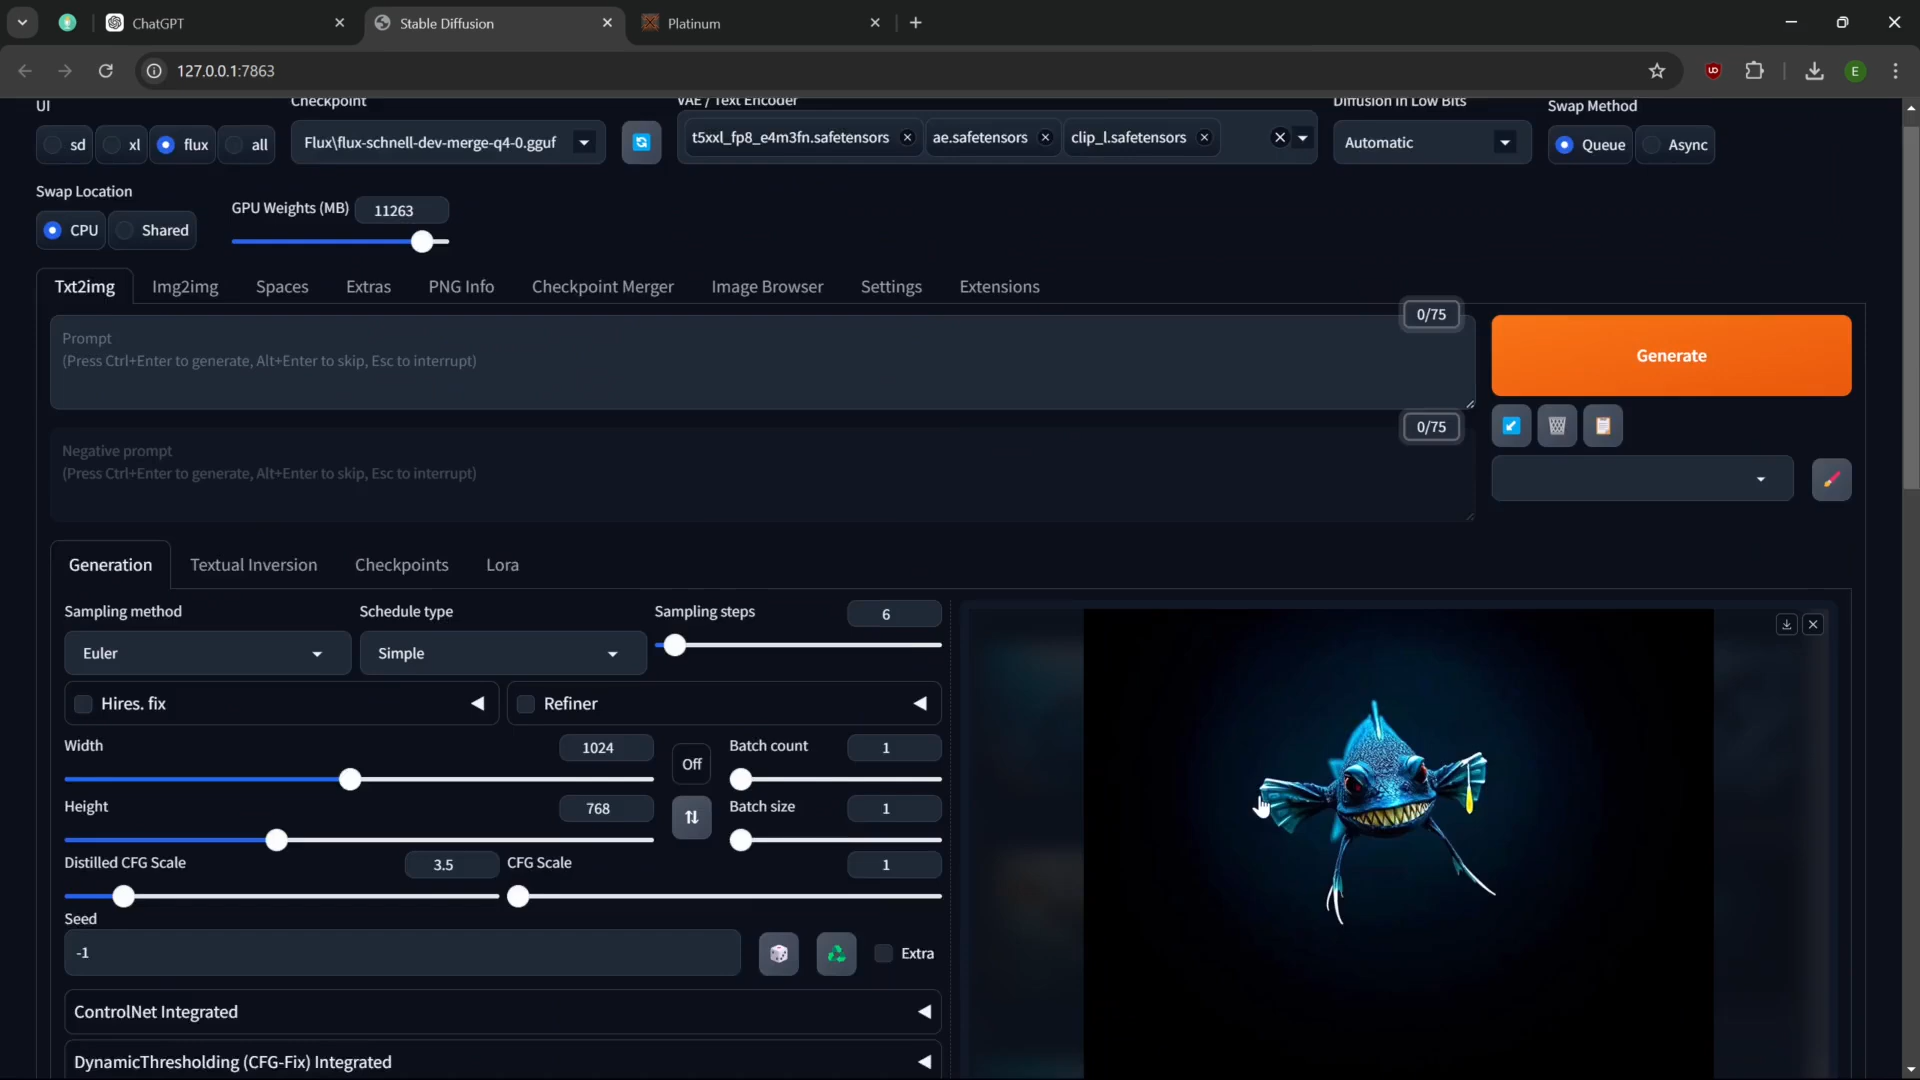 ChatGPT
Stable Diffusion
Platinum
127.0.0.1:7863
UD
E
UI
Checkpoint
VAE / Text Encoder
Diffusion in Low Bits
Swap Method
sd
xl
flux
all
Flux\flux-schnell-dev-merge-q4-0.gguf
t5xxl_fp8_e4m3fn.safetensors
ae.safetensors
clip_l.safetensors
Automatic
Queue
Async
Swap Location
CPU
Shared
GPU Weights (MB)
11263
Txt2img
Img2img
Spaces
Extras
PNG Info
Checkpoint Merger
Image Browser
Settings
Extensions
0/75
Prompt
(Press Ctrl+Enter to generate, Alt+Enter to skip, Esc to interrupt)
Generate
0/75
Negative prompt
(Press Ctrl+Enter to generate, Alt+Enter to skip, Esc to interrupt)
Generation
Textual Inversion
Checkpoints
Lora
Sampling method
Schedule type
Sampling steps
6
Euler
Simple
Hires. fix
Refiner
Width
1024
Off
Batch count
1
Height
768
Batch size
1
Distilled CFG Scale
3.5
CFG Scale
1
Seed
-1
Extra
ControlNet Integrated
DynamicThresholding (CFG-Fix) Integrated